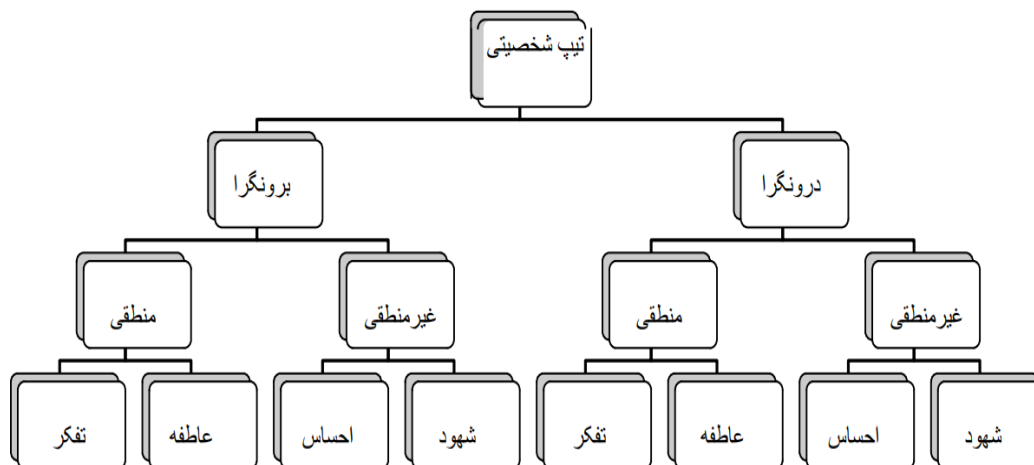 تیپ شخصیتی
درونگرا
برونگرا
غیرمنطقی
منطقی
غیرمنطقی
منطقی
شهود
احساس
عاطفه
تفکر
شهود
احساس
عاطفه
تفکر